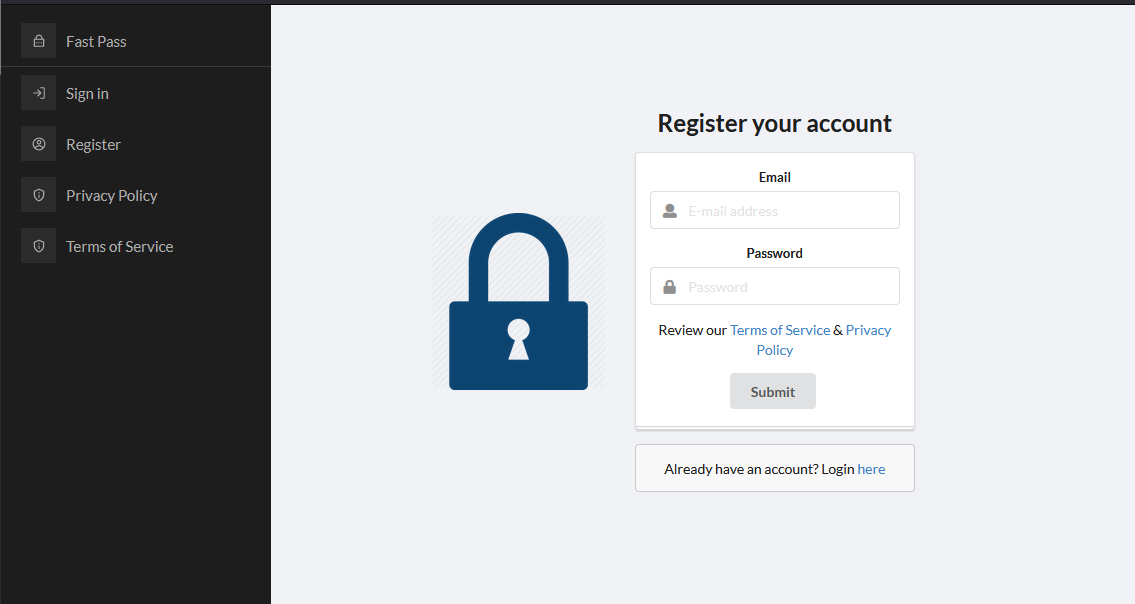 Fast Pass
Sign in
Register
Privacy Policy
Terms of Service
Register your account
Email
E-mail address
Password
Password
Review our Terms of Service & Privacy
Policy
Submit
Already have an account? Login here